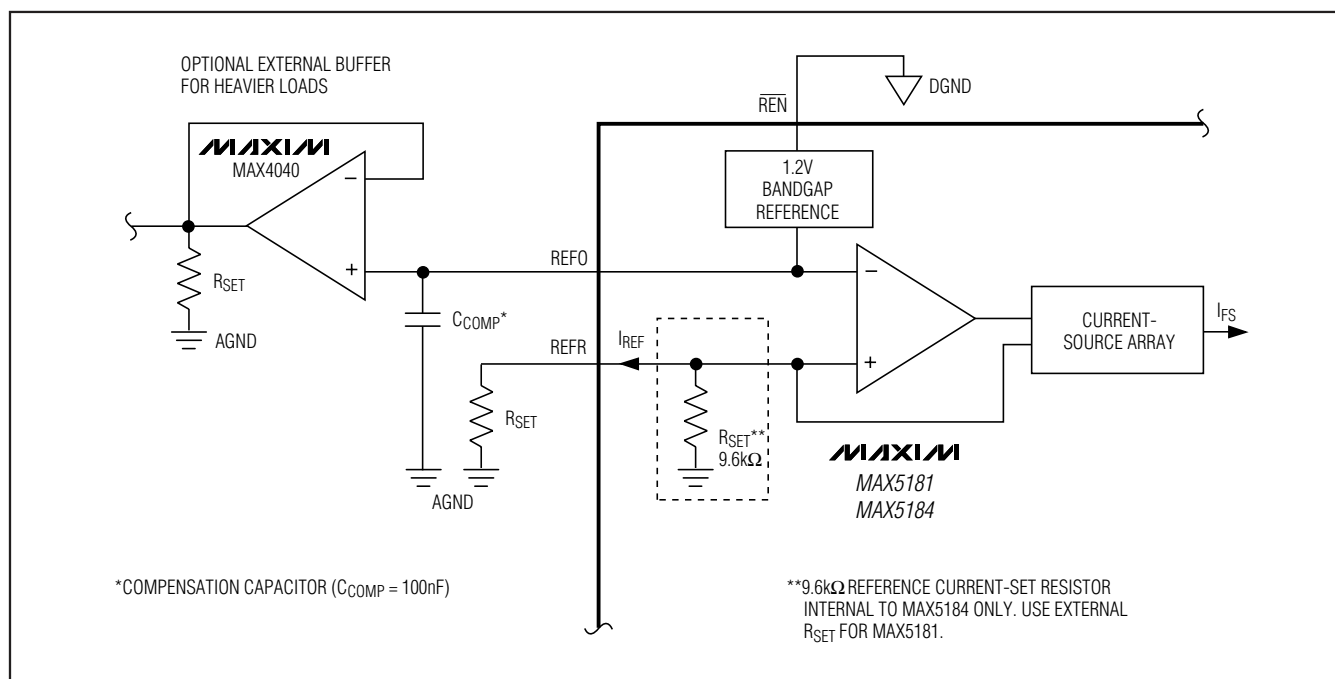 OPTIONAL EXTERNAL BUFFER
FOR HEAVIER LOADS
MAXIM
MAX4040
−
+
RSET
AGND
CCOMP*
REN
DGND
1.2V
BANDGAP
REFERENCE
REFO
REFR
IREF
RSET
AGND
RSET**
9.6kΩ
−
+
CURRENT-
SOURCE ARRAY
IFS
MAXIM
MAX5181
MAX5184
*COMPENSATION CAPACITOR (CCOMP = 100nF)
**9.6kΩ REFERENCE CURRENT-SET RESISTOR
INTERNAL TO MAX5184 ONLY. USE EXTERNAL
RSET FOR MAX5181.